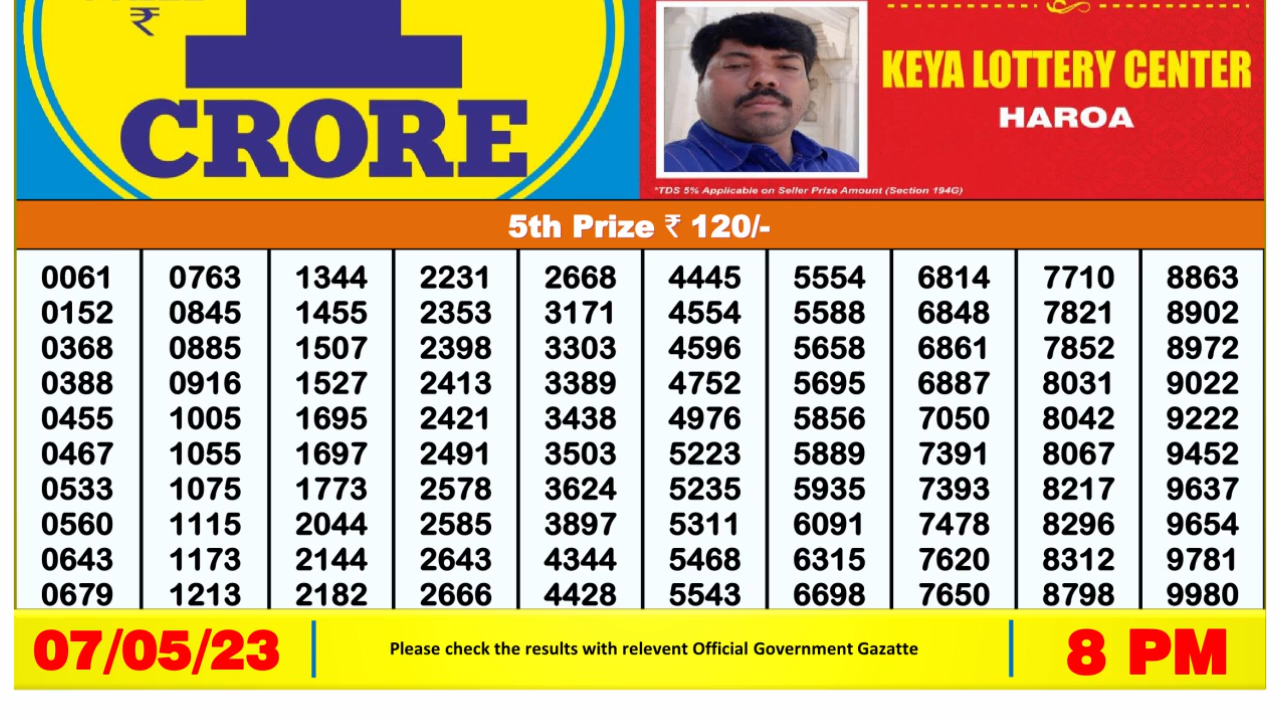 ₹
1
CRORE
KEYA LOTTERY CENTER
HAROA
*TDS 5% Applicable on Seller Prize Amount (Section 194G)
5th Prize ₹ 120/-
0061 0763 1344 2231 2668 4445 5554 6814 7710 8863
0152 0845 1455 2353 3171 4554 5588 6848 7821 8902
0368 0885 1507 2398 3303 4596 5658 6861 7852 8972
0388 0916 1527 2413 3389 4752 5695 6887 8031 9022
0455 1005 1695 2421 3438 4976 5856 7050 8042 9222
0467 1055 1697 2491 3503 5223 5889 7391 8067 9452
0533 1075 1773 2578 3624 5235 5935 7393 8217 9637
0560 1115 2044 2585 3897 5311 6091 7478 8296 9654
0643 1173 2144 2643 4344 5468 6315 7620 8312 9781
0679 1213 2182 2666 4428 5543 6698 7650 8798 9980
07/05/23 Please check the results with relevent Official Government Gazatte 8 PM